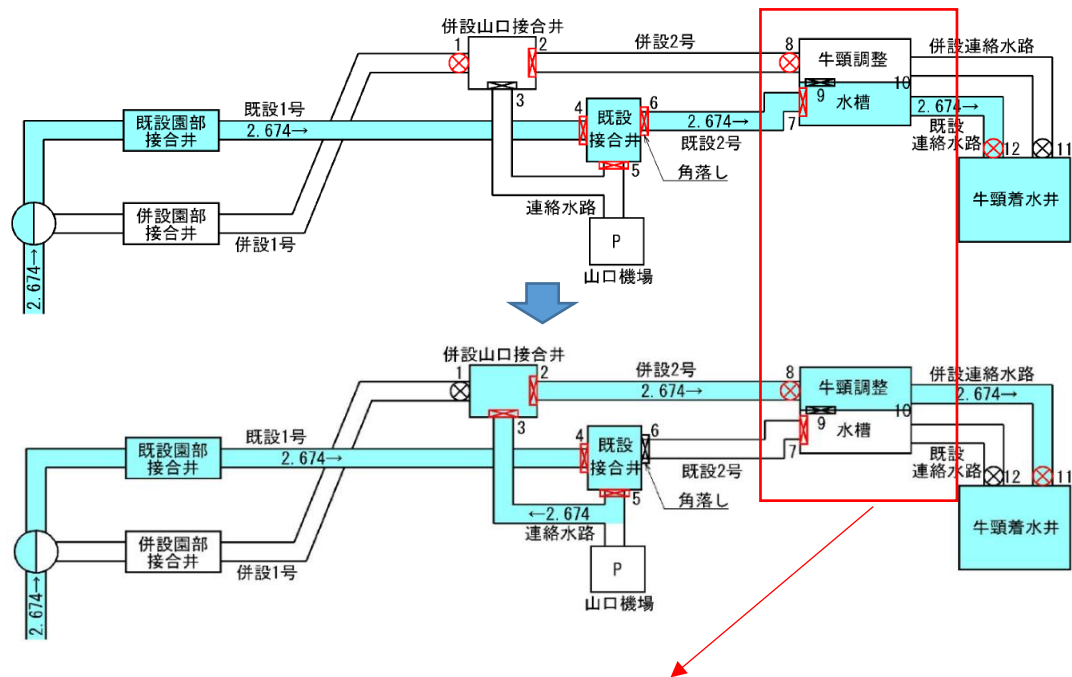 併設山口接合井
1
2
3
併設2号
8
牛頸調整
水槽
9
10
併設連絡水路
既設1号
2.674→
既設園部
接合井
4
既設
接合井
6
2.674→
7
既設2号
角落し
5
2.674→
既設
連絡水路
12
11
牛頸着水井
併設園部
接合井
併設1号
連絡水路
P
山口機場
2.674→
併設山口接合井
1
2
3
併設2号
2.674→
8
牛頸調整
水槽
9
10
併設連絡水路
2.674→
既設1号
2.674→
既設園部
接合井
4
既設
接合井
6
7
既設2号
角落し
5
既設
連絡水路
12
11
牛頸着水井
←2.674
連絡水路
併設園部
接合井
併設1号
P
山口機場
2.674→